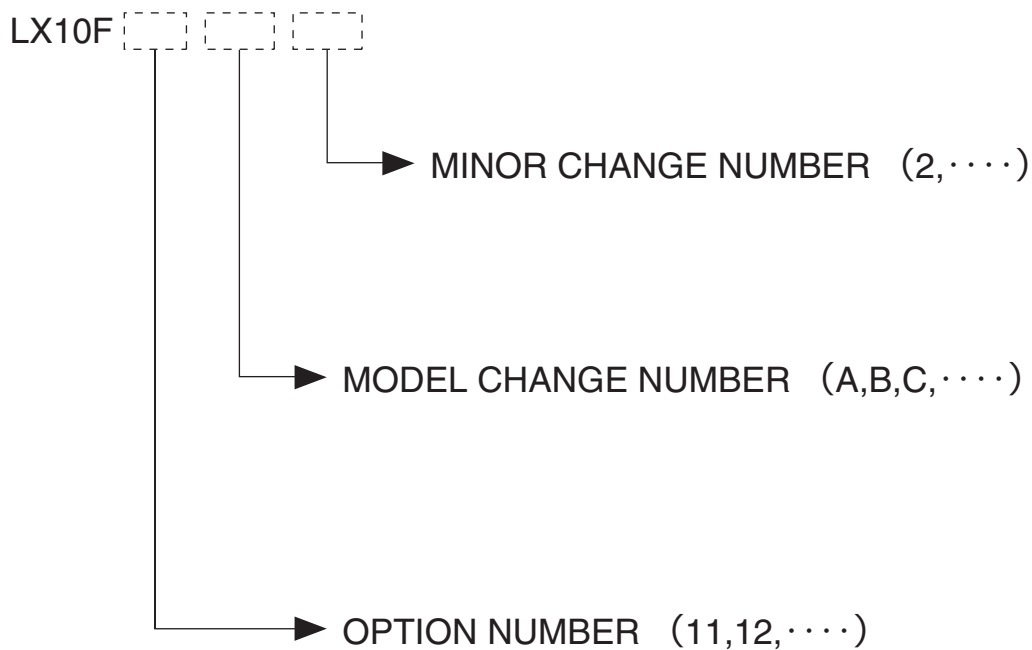 LX10F
MINOR CHANGE NUMBER （2,････）
MODEL CHANGE NUMBER （A,B,C,････）
OPTION NUMBER （11,12,････）